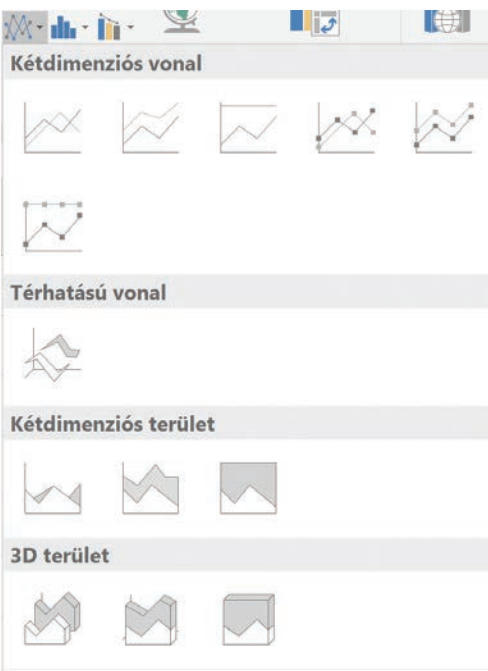 Kétdimenziós vonal
Térhatású vonal
Kétdimenziós terület
3D terület